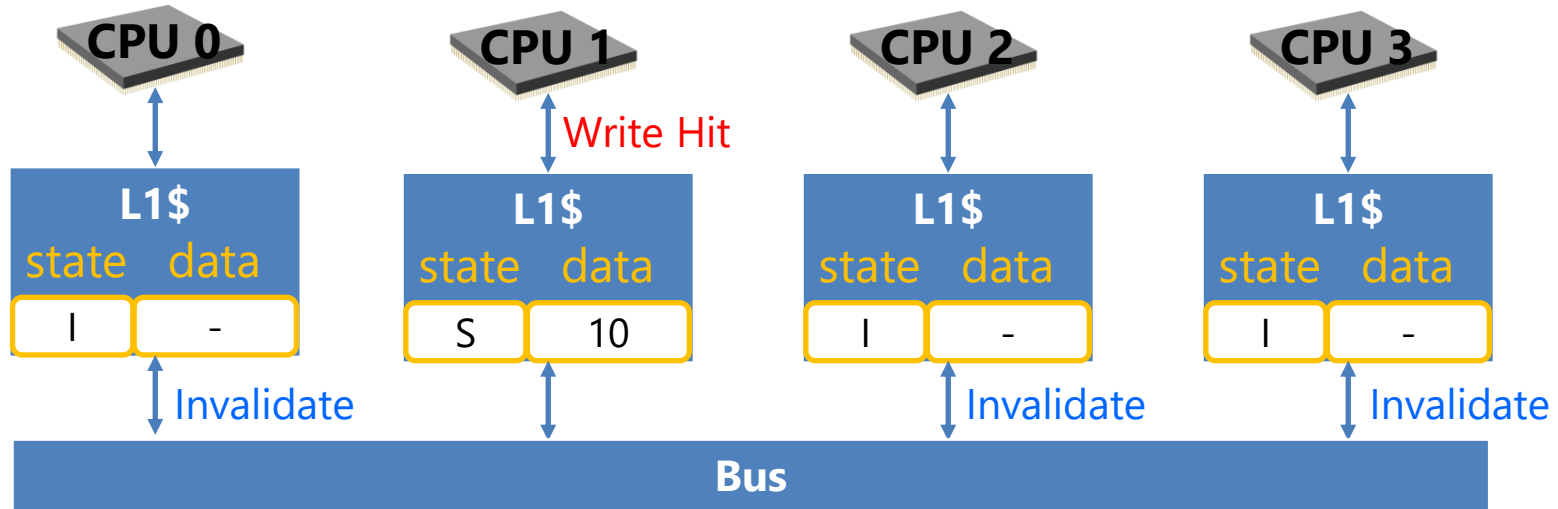 CPU 0
CPU 1
CPU 2
CPU 3
Write Hit
L1$
L1$
L1$
L1$
state data
state data
state data
state data
I -
S 10
I -
I -
Invalidate
Invalidate
Invalidate
Bus